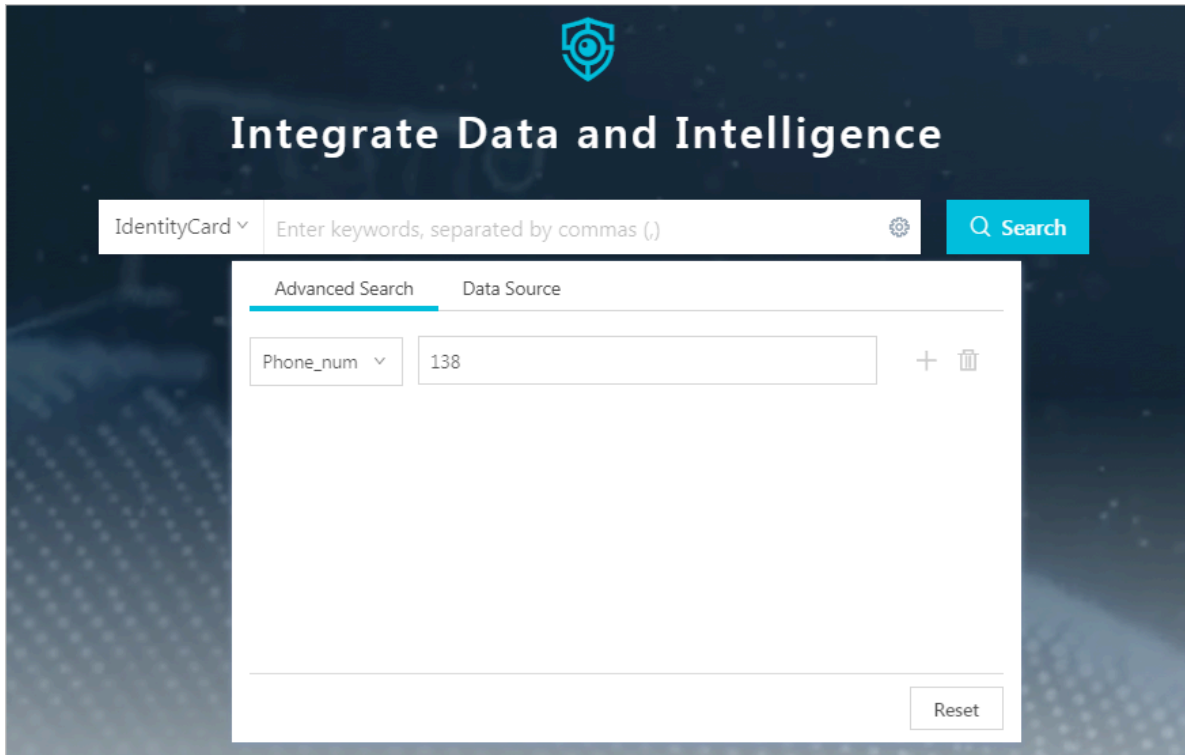 Integrate Data and Intelligence
IdentityCard Enter keywords, separated by commas (,) Search
Advanced Search Data Source
Phone_num 138
Reset